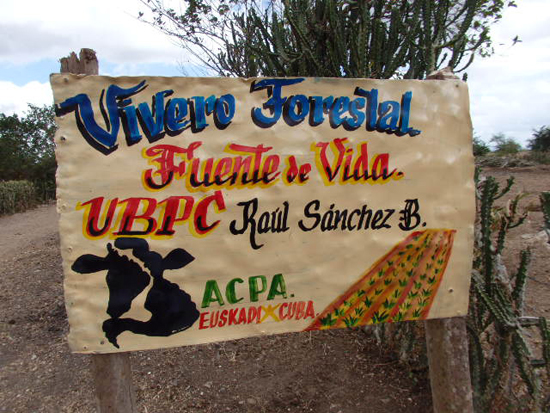 Vivero Forestal
Fuente de Vida.
UBPC Raúl Sánchez B.
ACPA.
EUSKADI CUBA.